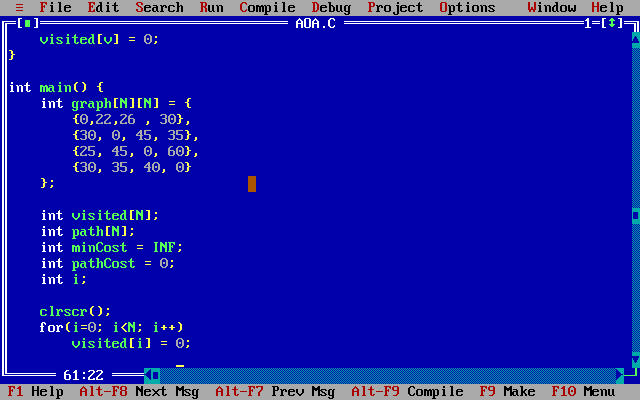 ≡ File Edit Search Run Compile Debug Project Options Window Help
[■] AOA.C 1=[↕]
visited[v] = 0;
}
int main() {
int graph[N][N] = {
{0,22,26 , 30},
{30, 0, 45, 35},
{25, 45, 0, 60},
{30, 35, 40, 0}
};
int visited[N];
int path[N];
int minCost = INF;
int pathCost = 0;
int i;
clrscr();
for(i=0; i<N; i++)
visited[i] = 0;
61:22
F1 Help Alt-F8 Next Msg Alt-F7 Prev Msg Alt-F9 Compile F9 Make F10 Menu